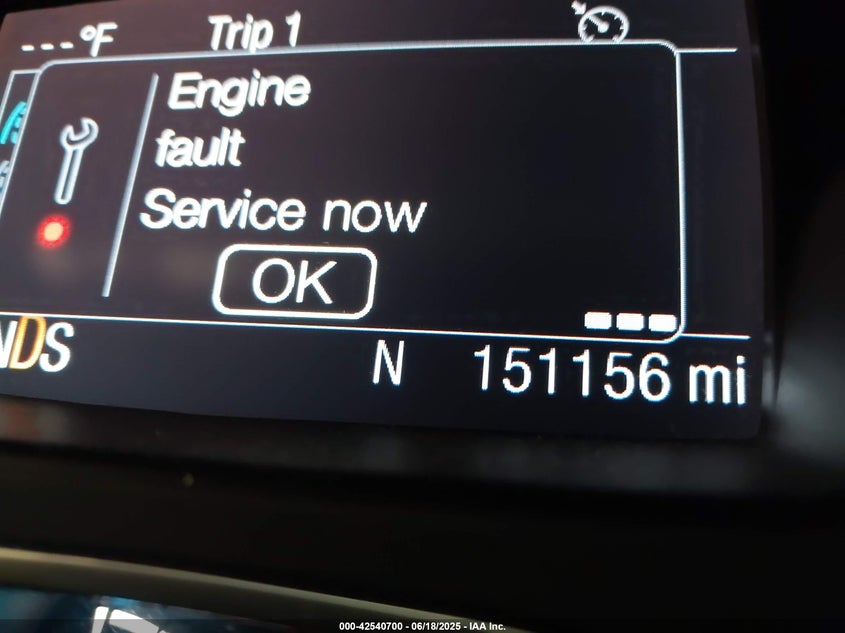 ---°F Trip 1
Engine
fault
Service now
OK
NDS N 151156 mi
000-42540700 - 06/18/2025 - IAA Inc.